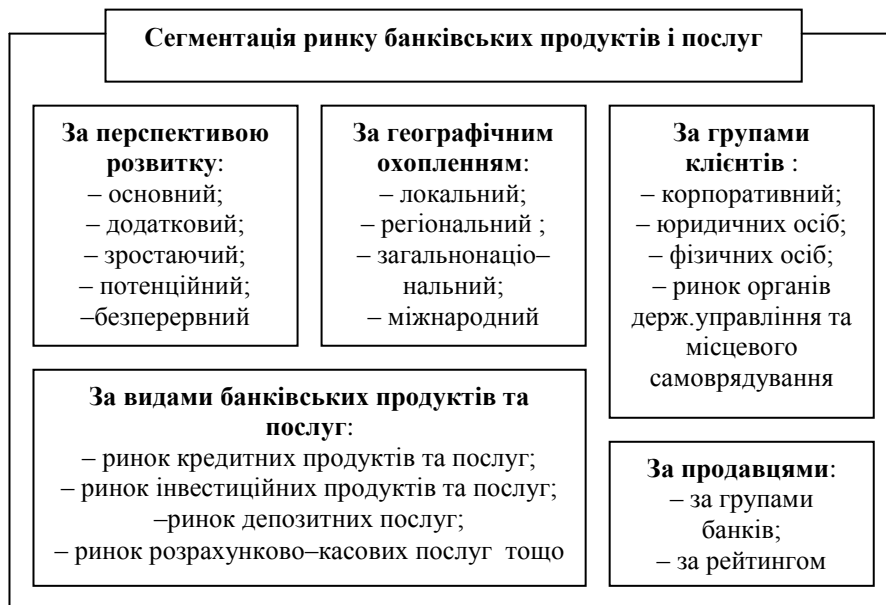 Сегментація ринку банківських продуктів і послуг
За перспективою
розвитку:
– основний;
– додатковий;
– зростаючий;
– потенційний;
–безперервний
За географічним
охопленням:
– локальний;
– регіональний ;
– загальнонаціо–
нальний;
– міжнародний
За групами
клієнтів :
– корпоративний;
– юридичних осіб;
– фізичних осіб;
– ринок органів
держ.управління та
місцевого
самоврядування
За видами банківських продуктів та
послуг:
– ринок кредитних продуктів та послуг;
– ринок інвестиційних продуктів та послуг;
–ринок депозитних послуг;
– ринок розрахунково–касових послуг тощо
За продавцями:
– за групами
банків;
– за рейтингом